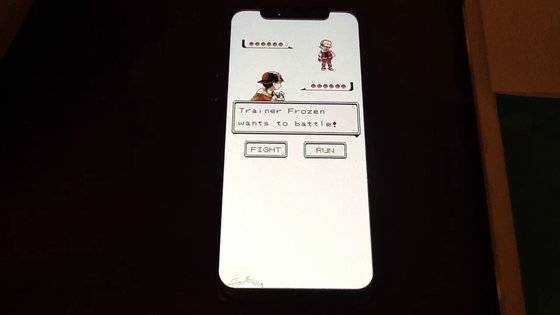 Trainer Frozen
wants to battle!
FIGHT
RUN